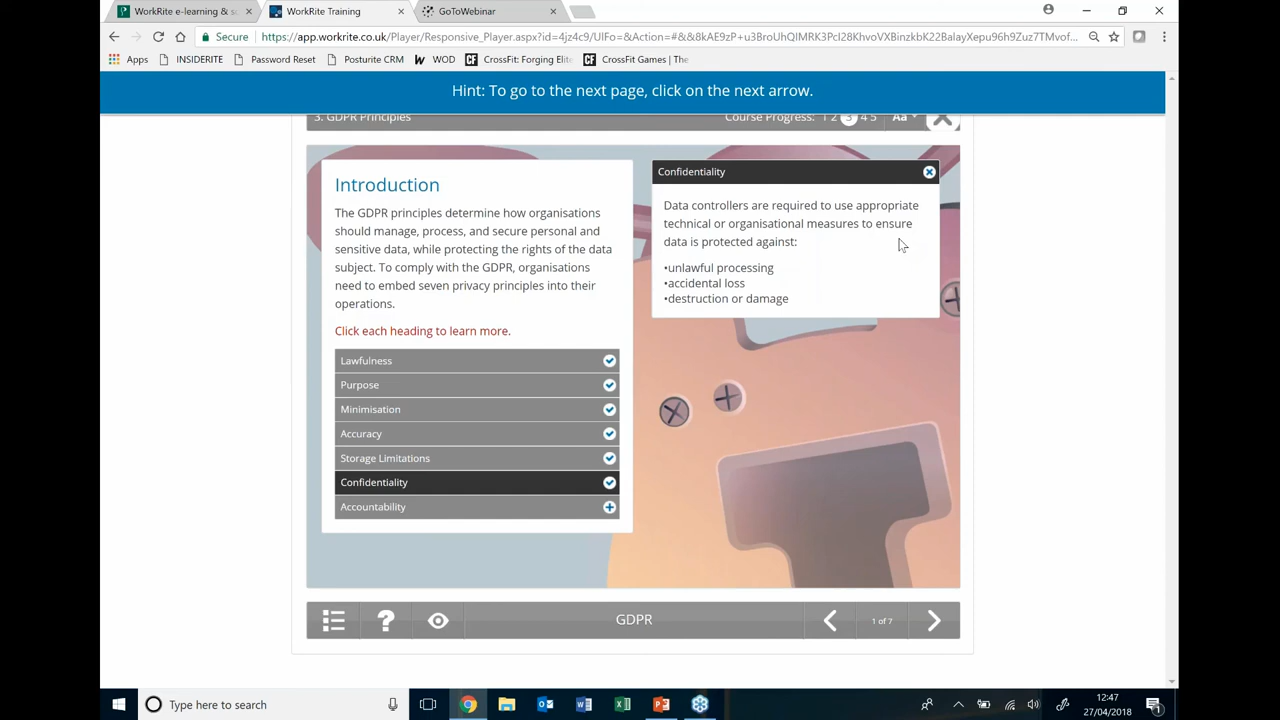 WorkRite e-learning & s
WorkRite Training
GoToWebinar
Secure
https://app.workrite.co.uk/Player/Responsive_Player.aspx?
Apps
INSIDERITE
Password Reset
Posturite CRM
WOD
CrossFit: Forging Elit
CrossFit Games | The
Hint: To go to the next page, click on the next arrow.
3. GDPR Principles
Course Progress: 1 2 3 4 5
Aa
Introduction
The GDPR principles determine how organisations
should manage, process, and secure personal and
sensitive data, while protecting the rights of the data
subject. To comply with the GDPR, organisations
need to embed seven privacy principles into their
operations.
Click each heading to learn more.
Lawfulness
Purpose
Minimisation
Accuracy
Storage Limitations
Confidentiality
Accountability
Confidentiality
Data controllers are required to use appropriate
technical or organisational measures to ensure
data is protected against:
•unlawful processing
•accidental loss
•destruction or damage
GDPR
1 of 7
Type here to search
12:47
27/04/2018